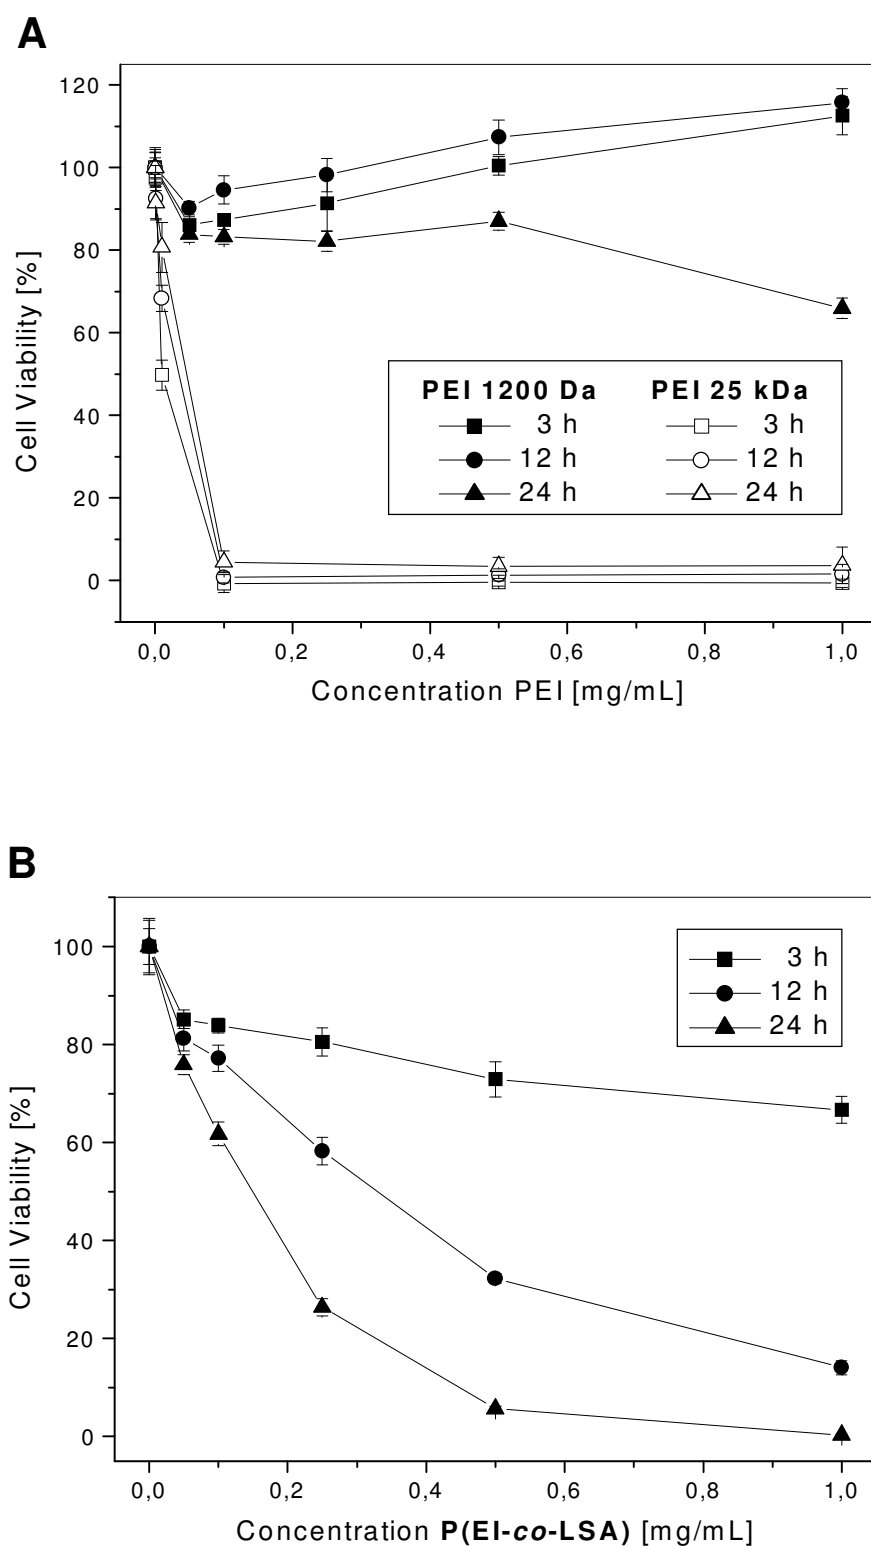 A
120
100
80
60
40
20
0
Cell Viability [%]
PEI 1200 Da PEI 25 kDa
3 h 3 h
12 h 12 h
24 h 24 h
0,0 0,2 0,4 0,6 0,8 1,0
Concentration PEI [mg/mL]
B
100
80
60
40
20
0
Cell Viability [%]
3 h
12 h
24 h
0,0 0,2 0,4 0,6 0,8 1,0
Concentration P(EI-co-LSA) [mg/mL]